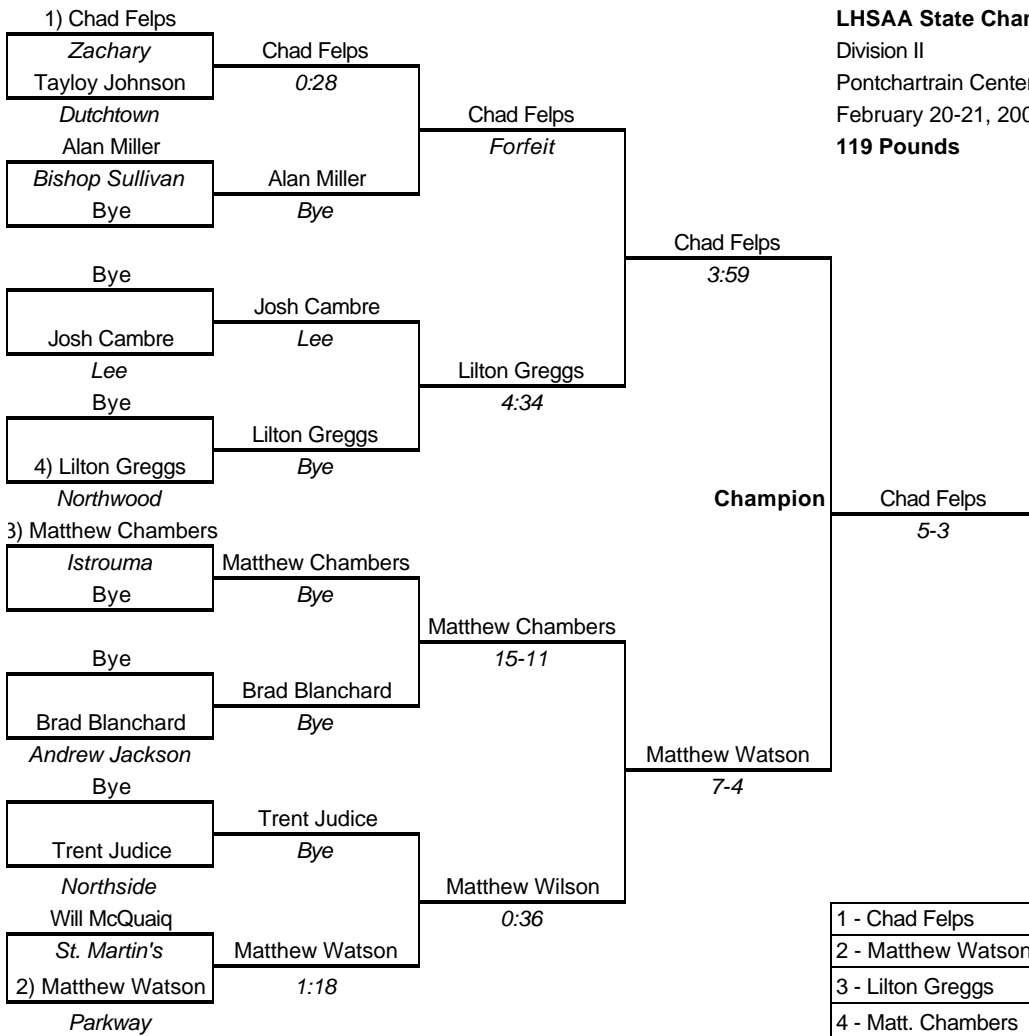 1) Chad Felps
LHSAA State Cha
Zachary
Chad Felps
Division II
Tayloy Johnson
0:28
Pontchartrain Center
Dutchtown
Chad Felps
February 20-21, 200
Alan Miller
Forfeit
119 Pounds
Bishop Sullivan
Alan Miller
Bye
Bye
Chad Felps
Bye
3:59
Josh Cambre
Josh Cambre
Lee
Lee
Lilton Greggs
Bye
4:34
Lilton Greggs
4) Lilton Greggs
Bye
Northwood
Champion
Chad Felps
3) Matthew Chambers
5-3
Istrouma
Matthew Chambers
Bye
Bye
Matthew Chambers
Bye
15-11
Brad Blanchard
Brad Blanchard
Bye
Andrew Jackson
Matthew Watson
Bye
7-4
Trent Judice
Trent Judice
Bye
Northside
Matthew Wilson
Will McQuaiq
0:36
1 - Chad Felps
St. Martin's
Matthew Watson
2 - Matthew Watson
2) Matthew Watson
1:18
3 - Lilton Greggs
Parkway
4 - Matt. Chambers